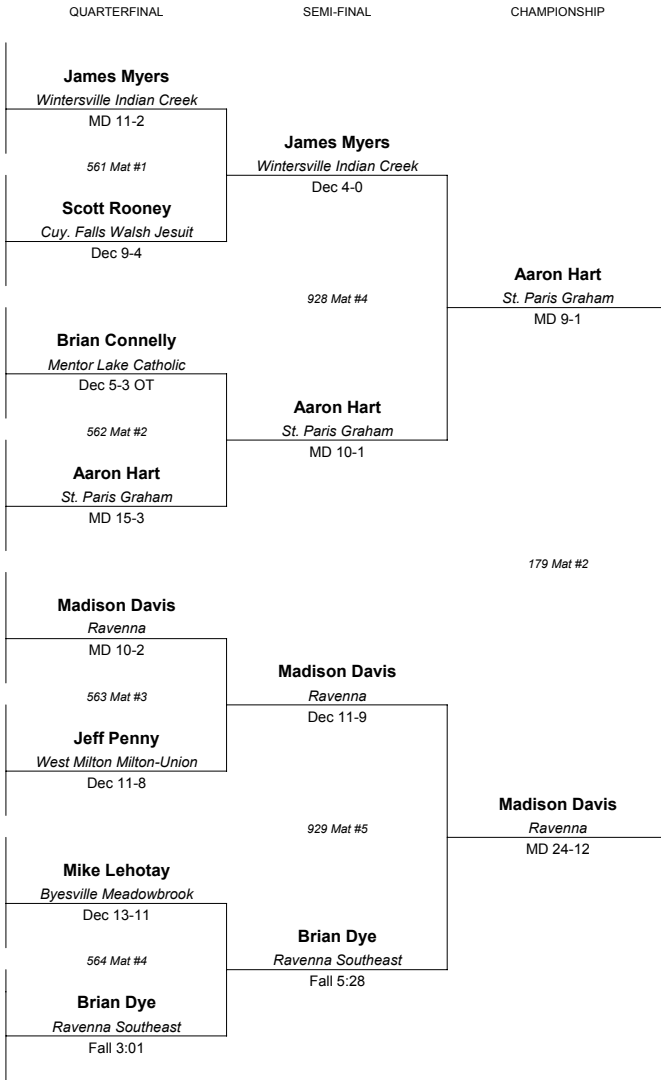 QUARTERFINAL SEMI-FINAL CHAMPIONSHIP
James Myers
Wintersville Indian Creek
MD 11-2
561 Mat #1
Scott Rooney
Cuy. Falls Walsh Jesuit
Dec 9-4
Brian Connelly
Mentor Lake Catholic
Dec 5-3 OT
562 Mat #2
Aaron Hart
St. Paris Graham
MD 15-3
Madison Davis
Ravenna
MD 10-2
563 Mat #3
Jeff Penny
West Milton Milton-Union
Dec 11-8
Mike Lehotay
Byesville Meadowbrook
Dec 13-11
564 Mat #4
Brian Dye
Ravenna Southeast
Fall 3:01
James Myers
Wintersville Indian Creek
Dec 4-0
928 Mat #4
Aaron Hart
St. Paris Graham
MD 10-1
Madison Davis
Ravenna
Dec 11-9
929 Mat #5
Brian Dye
Ravenna Southeast
Fall 5:28
Aaron Hart
St. Paris Graham
MD 9-1
179 Mat #2
Madison Davis
Ravenna
MD 24-12